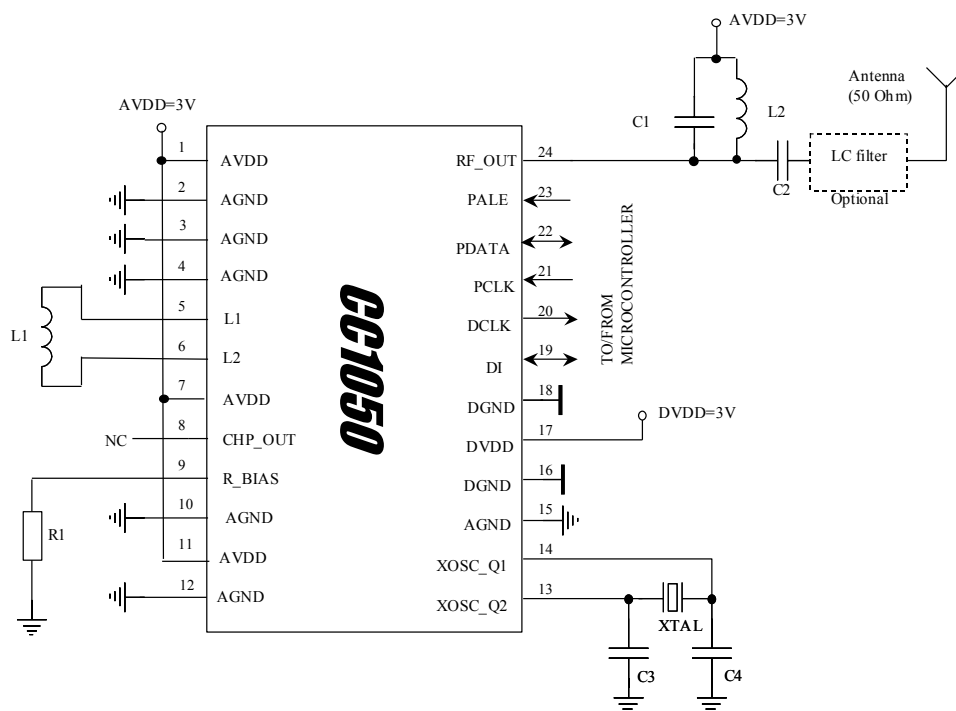 AVDD=3V
Antenna
(50 Ohm)
C1
L2
C2
LC filter
Optional
AVDD=3V
1 AVDD
2 AGND
3 AGND
4 AGND
5 L1
6 L2
7 AVDD
8 CHP_OUT
9 R_BIAS
10 AGND
11 AVDD
12 AGND
L1
NC
R1
CC1050
RF_OUT 24
PALE 23
PDATA 22
PCLK 21
DCLK 20
DI 19
DGND 18
DVDD 17
DGND 16
AGND 15
XOSC_Q1 14
XOSC_Q2 13
TO/FROM
MICROCONTROLLER
DVDD=3V
XTAL
C3
C4